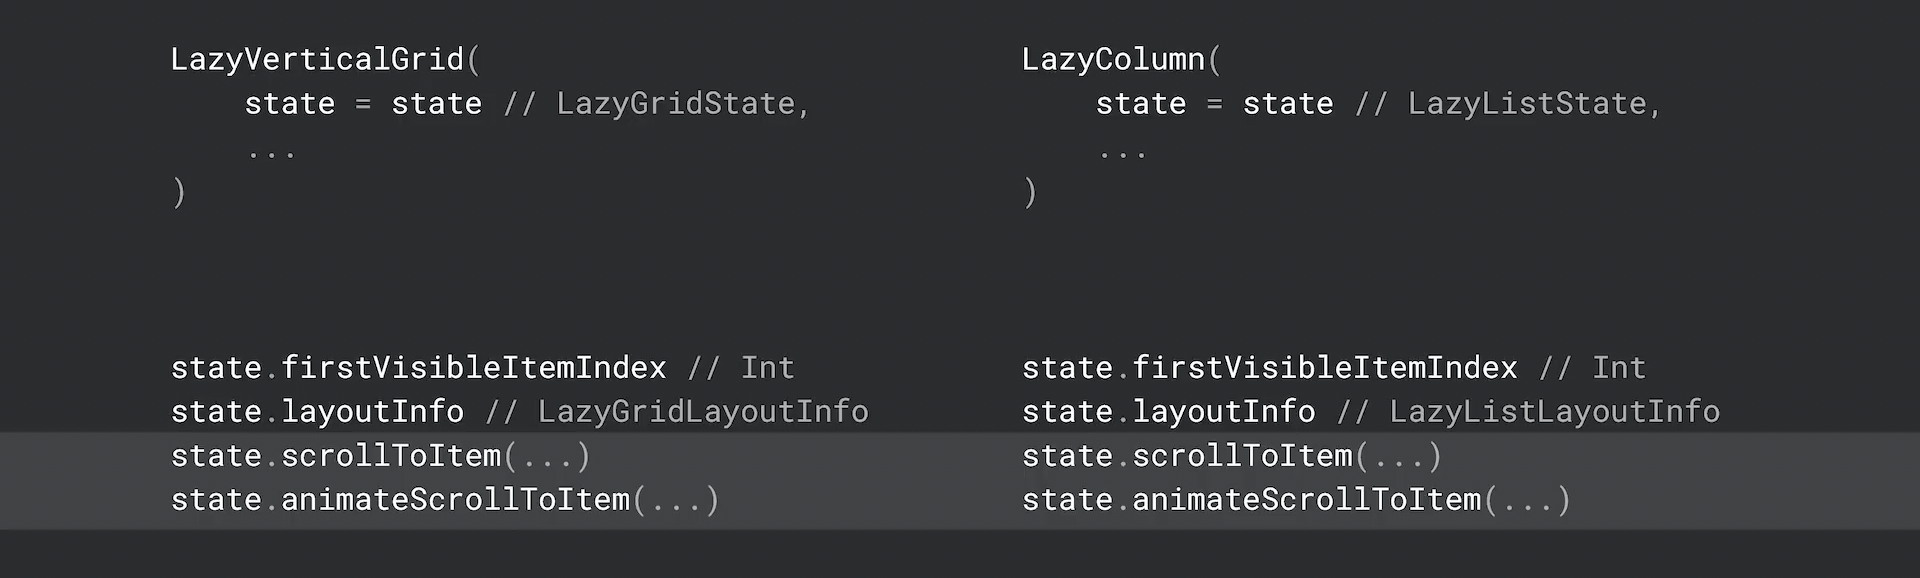 LazyVerticalGrid(
    state = state // LazyGridState,
    ...
)
state.firstVisibleItemIndex // Int
state.layoutInfo // LazyGridLayoutInfo
state.scrollToItem(...)
state.animateScrollToItem(...)
LazyColumn(
    state = state // LazyListState,
    ...
)
state.firstVisibleItemIndex // Int
state.layoutInfo // LazyListLayoutInfo
state.scrollToItem(...)
state.animateScrollToItem(...)